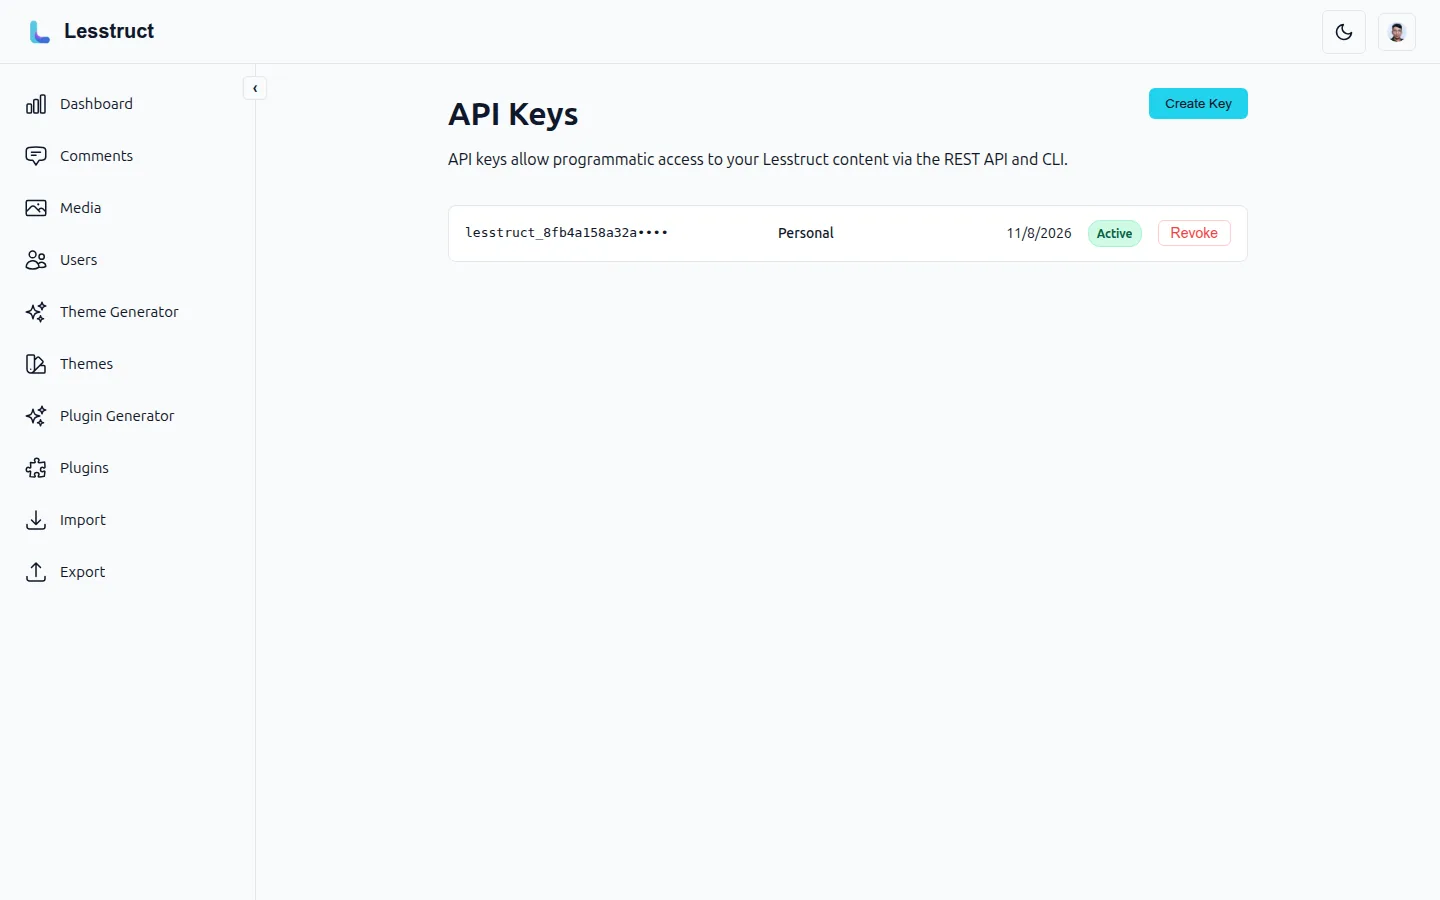 Lesstruct
Dashboard
Comments
Media
Users
Theme Generator
Themes
Plugin Generator
Plugins
Import
Export
‹
API Keys
Create Key
API keys allow programmatic access to your Lesstruct content via the REST API and CLI.
lesstruct_8fb4a158a32a•••• Personal 11/8/2026 Active Revoke